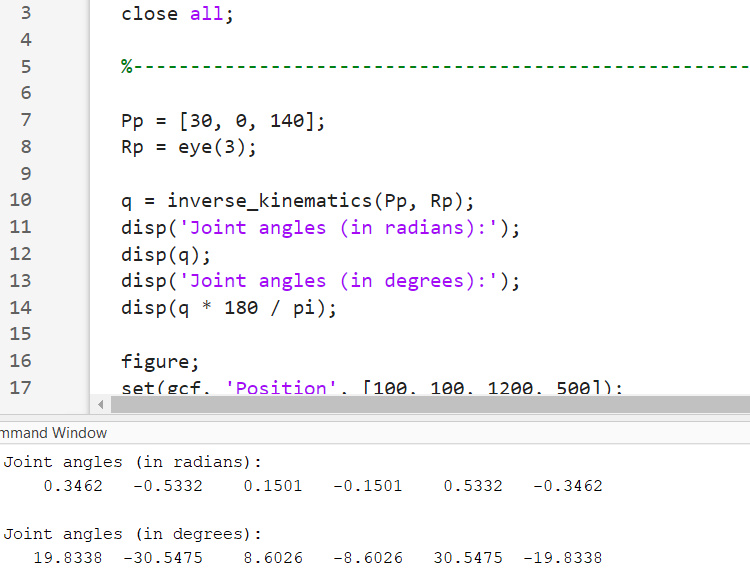 3 close all;
4
5 %--------------------------------------------------------
6
7 Pp = [30, 0, 140];
8 Rp = eye(3);
9
10 q = inverse_kinematics(Pp, Rp);
11 disp('Joint angles (in radians):');
12 disp(q);
13 disp('Joint angles (in degrees):');
14 disp(q * 180 / pi);
15
16 figure;
17 set(gcf, 'Position', [100, 100, 1200, 500]);
mmand Window
Joint angles (in radians):
0.3462 -0.5332 0.1501 -0.1501 0.5332 -0.3462
Joint angles (in degrees):
19.8338 -30.5475 8.6026 -8.6026 30.5475 -19.8338